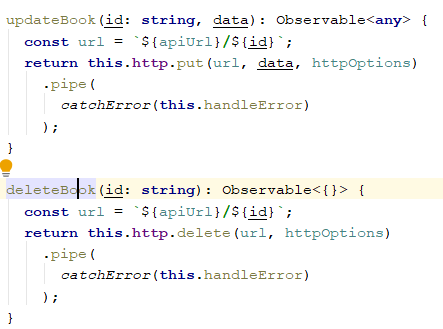 updateBook(id: string, data): Observable<any> {
  const url = `${apiUrl}/${id}`;
  return this.http.put(url, data, httpOptions)
    .pipe(
      catchError(this.handleError)
    );
}
deleteBook(id: string): Observable<{}> {
  const url = `${apiUrl}/${id}`;
  return this.http.delete(url, httpOptions)
    .pipe(
      catchError(this.handleError)
    );
}